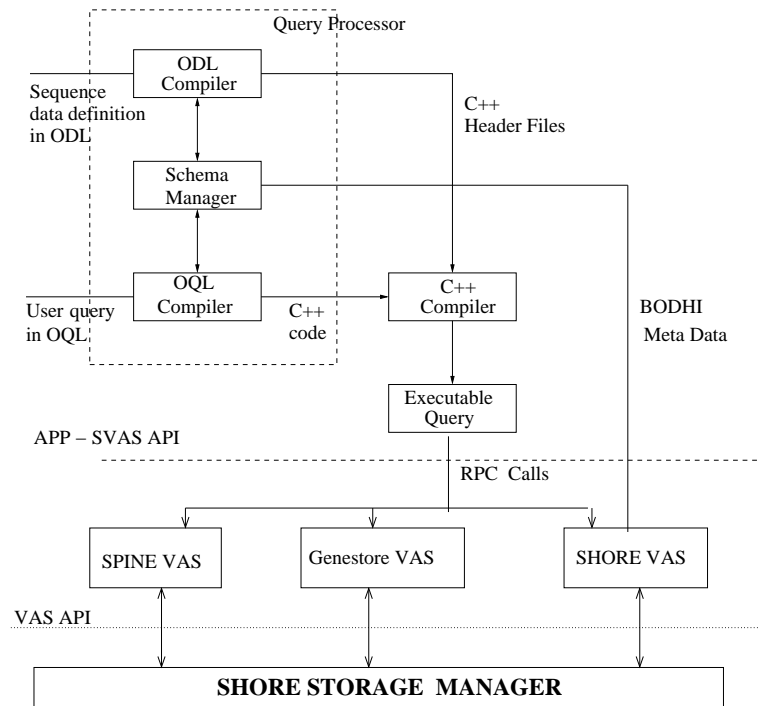 Query Processor
ODL
Compiler
Sequence
data definition
in ODL
C++
Header Files
Schema
Manager
OQL
Compiler
User query
in OQL
C++
code
C++
Compiler
BODHI
Meta Data
Executable
Query
APP – SVAS API
RPC Calls
SPINE VAS
Genestore VAS
SHORE VAS
VAS API
SHORE STORAGE MANAGER